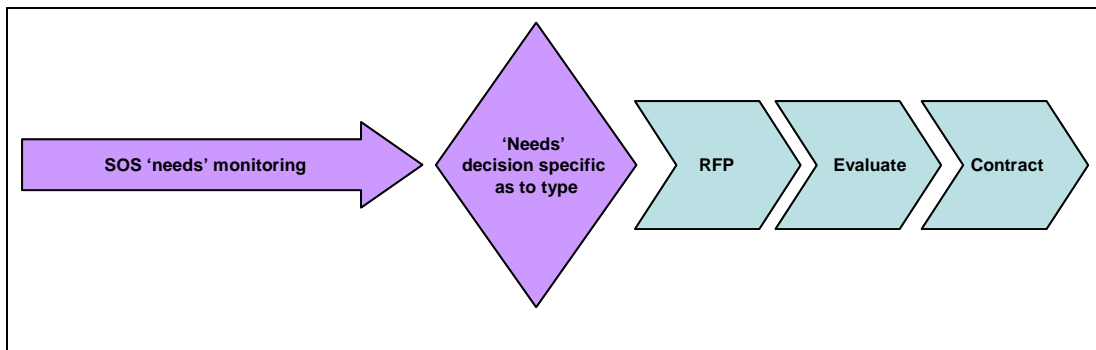 SOS ‘needs’ monitoring
‘Needs’
decision specific
as to type
RFP
Evaluate
Contract